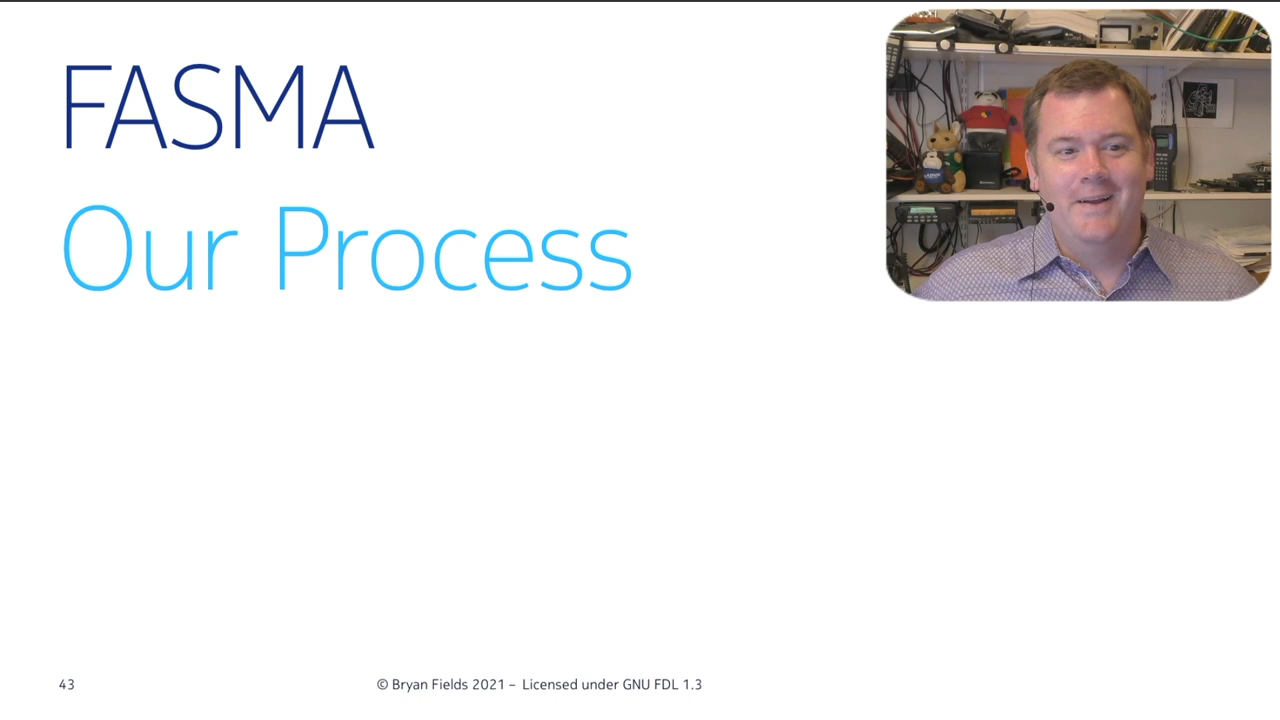 FASMA
Our Process
43
© Bryan Fields 2021 – Licensed under GNU FDL 1.3